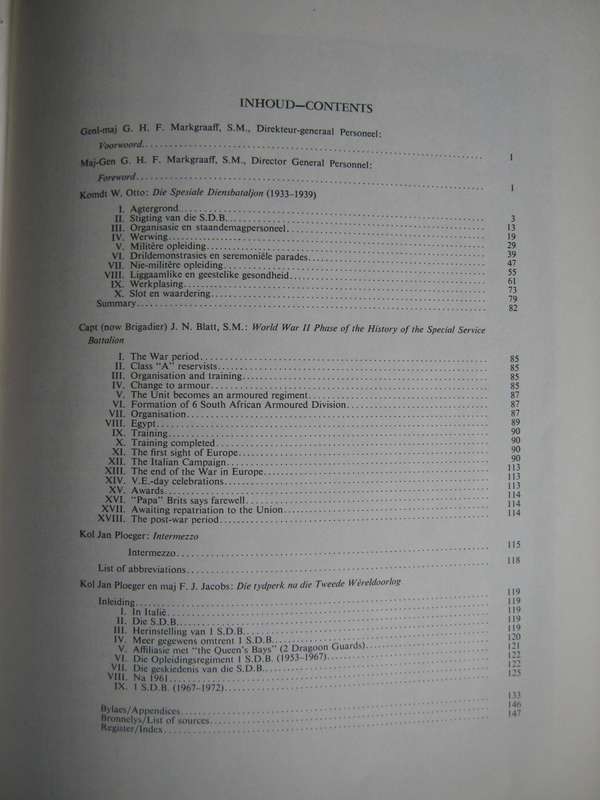 INHOUD—CONTENTS
Genl-maj G. H. F. Markgraaff, S.M., Direkteur-generaal Personeel:
Voorwoord 1
Maj-Gen G. H. F. Markgraaff, S.M., Director General Personnel:
Foreword 1
Komdt W. Otto: Die Spesiale Diensbataljon (1933–1939)
I. Agtergrond 3
II. Stigting van die S.D.B. 13
III. Organisasie en staandemagpersoneel 19
IV. Werwing 29
V. Militêre opleiding 39
VI. Drildemonstrasies en seremoniële parades 47
VII. Nie-militêre opleiding 55
VIII. Liggaamlike en geestelike gesondheid 61
IX. Werkplasing 73
X. Slot en waardering 79
Summary 82
Capt (now Brigadier) J. N. Blatt, S.M.: World War II Phase of the History of the Special Service
Battalion
I. The War period 85
II. Class "A" reservists 85
III. Organisation and training 85
IV. Change to armour 85
V. The Unit becomes an armoured regiment 87
VI. Formation of 6 South African Armoured Division 87
VII. Organisation 87
VIII. Egypt 89
IX. Training 90
X. Training completed 90
XI. The first sight of Europe 90
XII. The Italian Campaign 90
XIII. The end of the War in Europe 113
XIV. V.E.-day celebrations 113
XV. Awards 113
XVI. "Papa" Brits says farewell 114
XVII. Awaiting repatriation to the Union 114
XVIII. The post-war period 114
Kol Jan Ploeger: Intermezzo
Intermezzo 115
List of abbreviations 118
Kol Jan Ploeger en maj F. J. Jacobs: Die tydperk na die Tweede Wêreldoorlog
Inleiding 119
I. In Italië 119
II. Die S.D.B. 119
III. Herinstelling van 1 S.D.B. 119
IV. Meer gegewens omtrent 1 S.D.B. 119
V. Affiliasie met "the Queen's Bays" (2 Dragoon Guards) 120
VI. Die Opleidingsregiment 1 S.D.B. (1953–1967) 121
VII. Die geskiedenis van die S.D.B. 122
VIII. Na 1961 122
IX. 1 S.D.B. (1967–1972) 125
Bylaes/Appendices 133
Bronnelys/List of sources 146
Register/Index 147